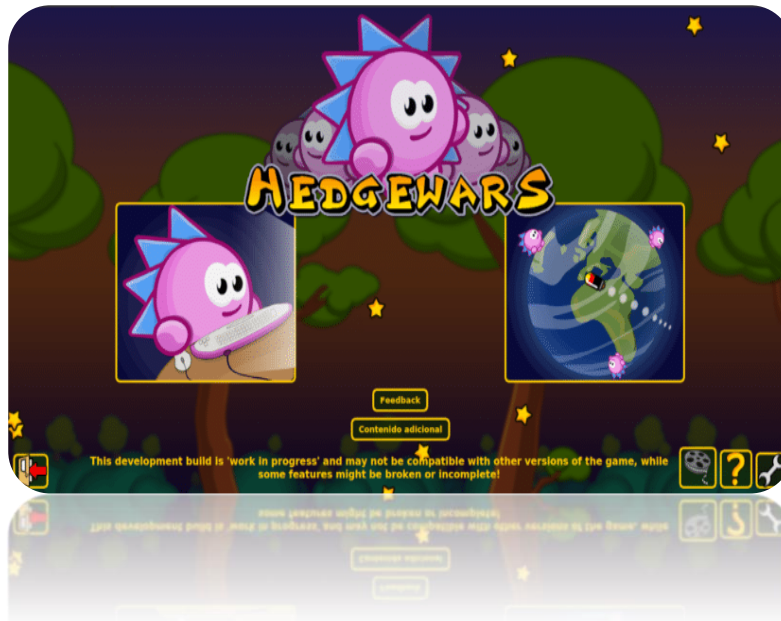 HEDGEWARS
Feedback
Contenido adicional
This development build is 'work in progress' and may not be compatible with other versions of the game, while
some features might be broken or incomplete!
?